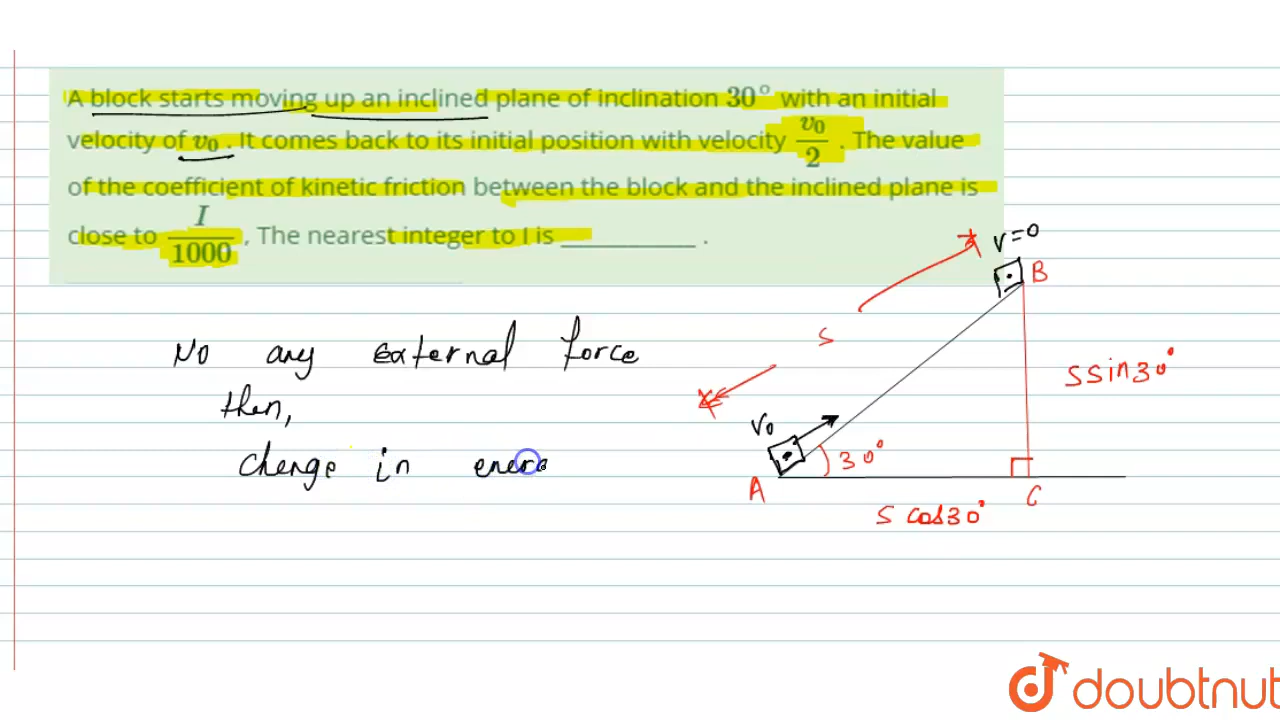 A block starts moving up an inclined plane of inclination 30° with an initial
velocity of v₀ . It comes back to its initial position with velocity v₀/2 . The value
of the coefficient of kinetic friction between the block and the inclined plane is
close to I/1000 , The nearest integer to I is __________ .
No any external force
then,
change in ener
v=0
B
S
S sin30°
v₀
30°
A
C
S cos30°
doubtnut